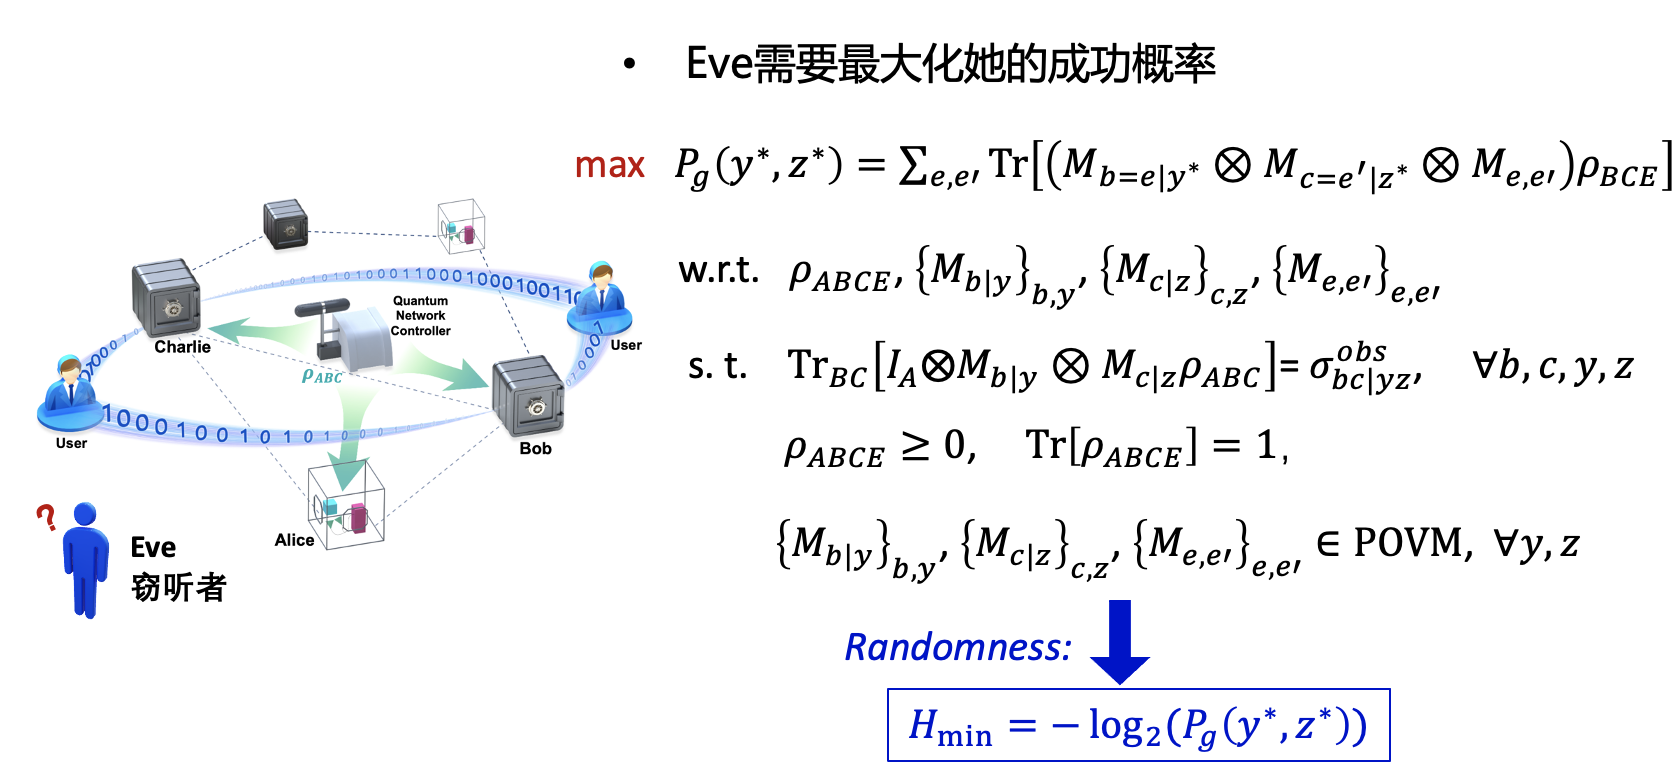 • Eve需要最大化她的成功概率
max P_g(y*, z*) = ∑_{e,e′} Tr[(M_{b=e|y*} ⊗ M_{c=e′|z*} ⊗ M_{e,e′})ρ_{BCE}]
w.r.t. ρ_{ABCE}, {M_{b|y}}_{b,y}, {M_{c|z}}_{c,z}, {M_{e,e′}}_{e,e′}
s. t. Tr_{BC}[I_A⊗M_{b|y} ⊗ M_{c|z}ρ_{ABC}]= σ^{obs}_{bc|yz}, ∀b, c, y, z
ρ_{ABCE} ≥ 0, Tr[ρ_{ABCE}] = 1,
{M_{b|y}}_{b,y}, {M_{c|z}}_{c,z}, {M_{e,e′}}_{e,e′} ∈ POVM, ∀y, z
Randomness:
H_{min} = − log_2(P_g(y*, z*))
Quantum
Network
Controller
Charlie
User
ρ_{ABC}
User
Bob
Alice
?
Eve
窃听者